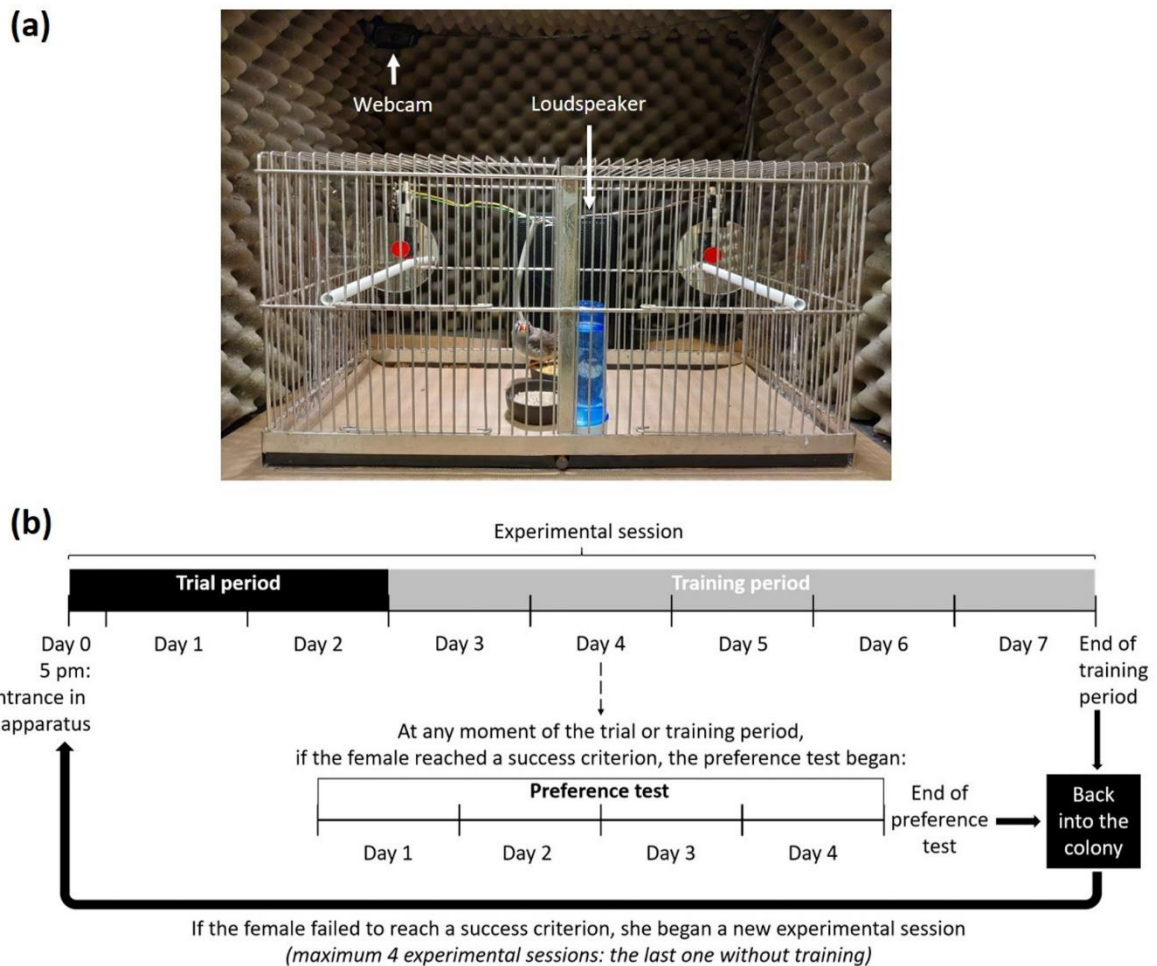 (a)
Webcam
Loudspeaker
(b)
Experimental session
Trial period
Training period
Day 0
Day 1
Day 2
Day 3
Day 4
Day 5
Day 6
Day 7
End of
training
period
5 pm:
ntrance in
apparatus
At any moment of the trial or training period,
if the female reached a success criterion, the preference test began:
Preference test
Day 1
Day 2
Day 3
Day 4
End of
preference
test
Back
into the
colony
If the female failed to reach a success criterion, she began a new experimental session
(maximum 4 experimental sessions: the last one without training)